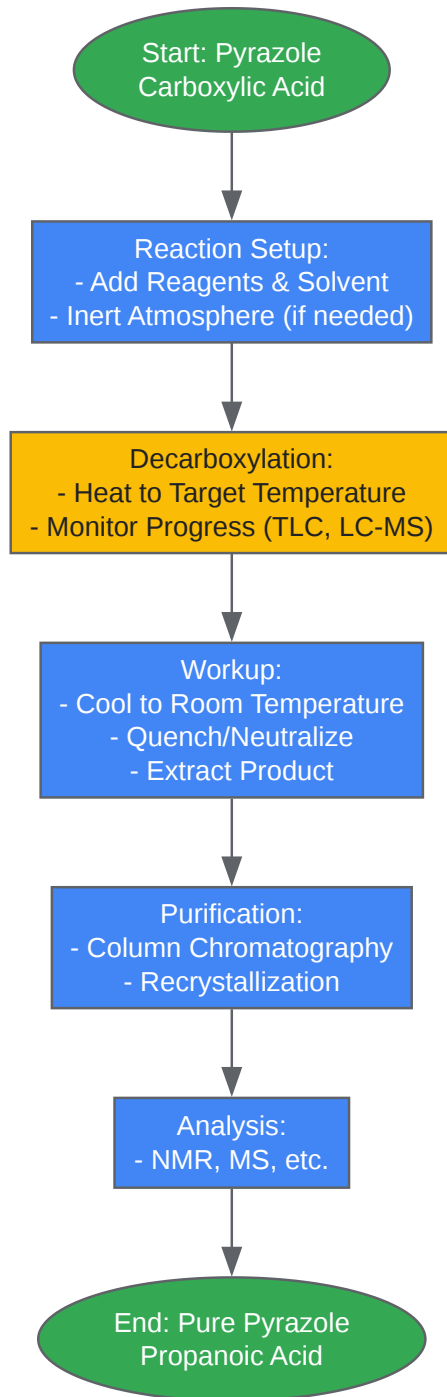 Start: Pyrazole
Carboxylic Acid
Reaction Setup:
- Add Reagents & Solvent
- Inert Atmosphere (if needed)
Decarboxylation:
- Heat to Target Temperature
- Monitor Progress (TLC, LC-MS)
Workup:
- Cool to Room Temperature
- Quench/Neutralize
- Extract Product
Purification:
- Column Chromatography
- Recrystallization
Analysis:
- NMR, MS, etc.
End: Pure Pyrazole
Propanoic Acid